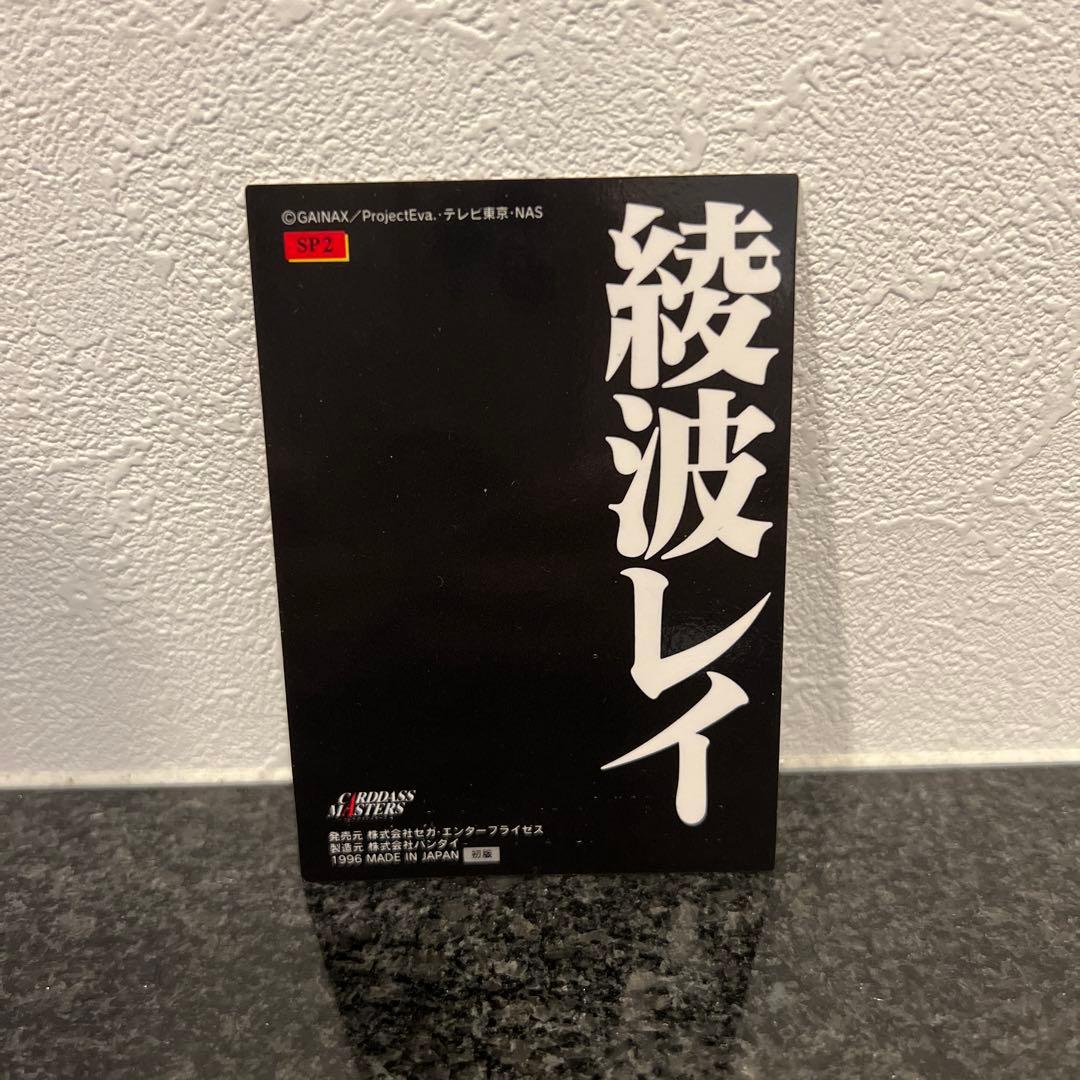 ©GAINAX／ProjectEva.・テレビ東京・NAS
SP2
綾波レイ
CARDDASS
MASTERS
発売元 株式会社セガ・エンタープライゼス
製造元 株式会社バンダイ
1996 MADE IN JAPAN 初版